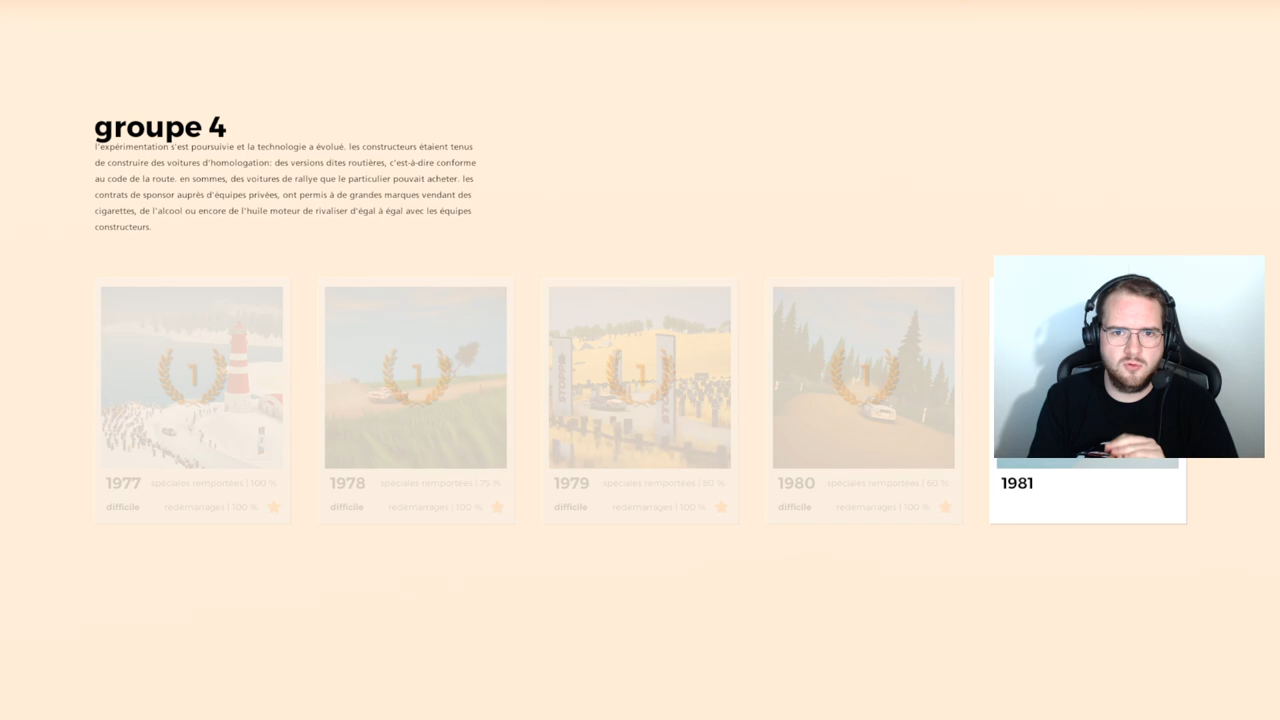 groupe 4
l'expérimentation s'est poursuivie et la technologie a évolué. les constructeurs étaient tenus
de construire des voitures d'homologation: des versions dites routières, c'est-à-dire conforme
au code de la route. en sommes, des voitures de rallye que le particulier pouvait acheter. les
contrats de sponsor auprès d'équipes privées, ont permis à de grandes marques vendant des
cigarettes, de l'alcool ou encore de l'huile moteur de rivaliser d'égal à égal avec les équipes
constructeurs.
1
1
1
1
1977 spéciales remportées | 100 %
difficile redémarrages | 100 %
1978 spéciales remportées | 75 %
difficile redémarrages | 100 %
1979 spéciales remportées | 80 %
difficile redémarrages | 100 %
1980 spéciales remportées | 60 %
difficile redémarrages | 100 %
1981